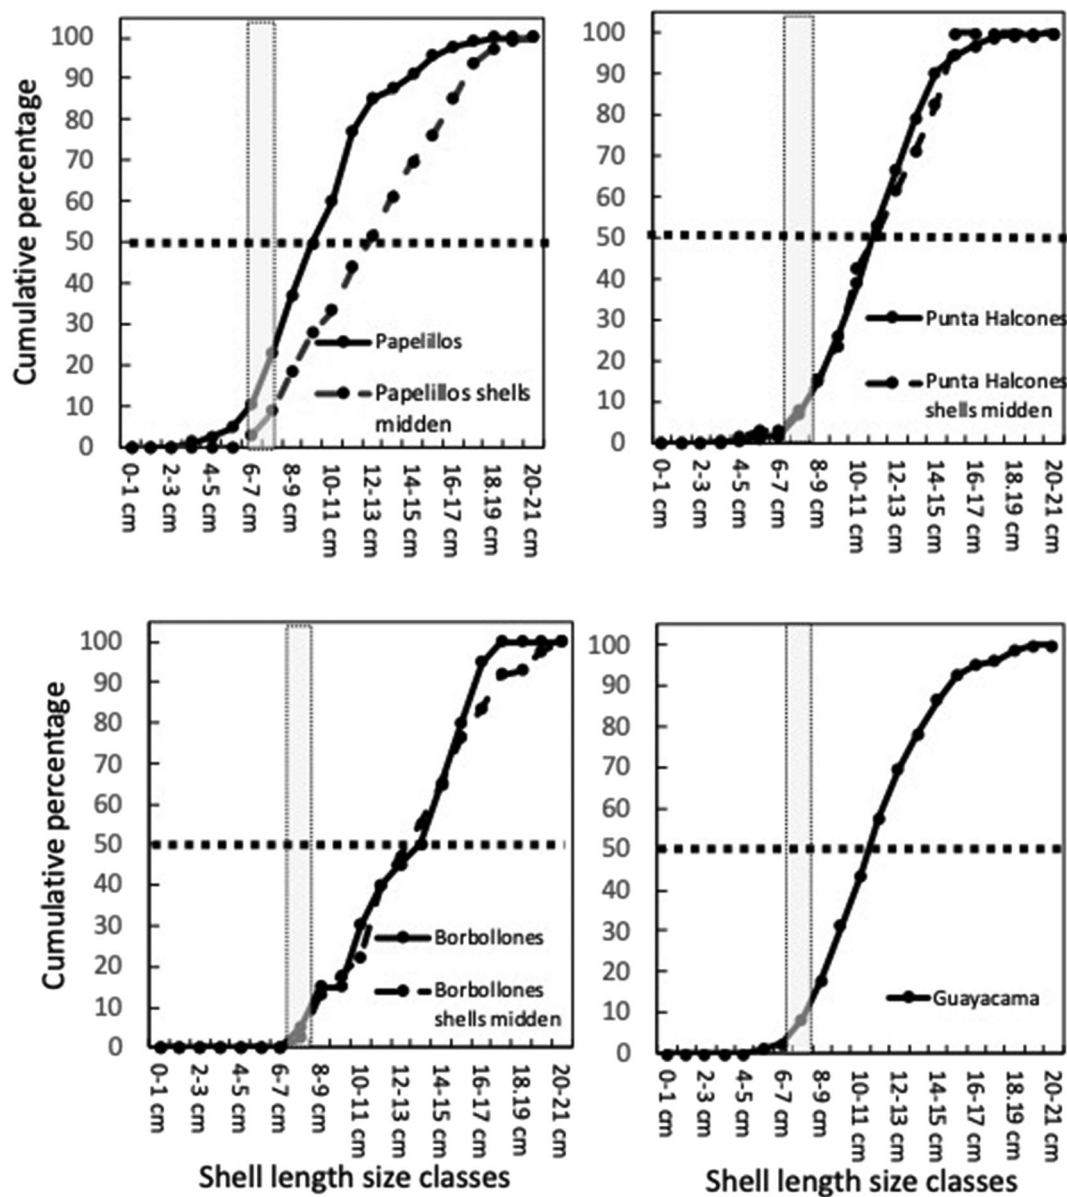 Cumulative percentage
100
90
80
70
60
50
40
30
20
10
0
Papelillos
Papelillos shells
midden
0-1 cm
2-3 cm
4-5 cm
6-7 cm
8-9 cm
10-11 cm
12-13 cm
14-15 cm
16-17 cm
18.19 cm
20-21 cm
100
90
80
70
60
50
40
30
20
10
0
Punta Halcones
Punta Halcones
shells midden
0-1 cm
2-3 cm
4-5 cm
6-7 cm
8-9 cm
10-11 cm
12-13 cm
14-15 cm
16-17 cm
18.19 cm
20-21 cm
Cumulative percentage
100
90
80
70
60
50
40
30
20
10
0
Borbollones
Borbollones
shells midden
0-1 cm
2-3 cm
4-5 cm
6-7 cm
8-9 cm
10-11 cm
12-13 cm
14-15 cm
16-17 cm
18.19 cm
20-21 cm
Shell length size classes
100
90
80
70
60
50
40
30
20
10
0
Guayacama
0-1 cm
2-3 cm
4-5 cm
6-7 cm
8-9 cm
10-11 cm
12-13 cm
14-15 cm
16-17 cm
18.19 cm
20-21 cm
Shell length size classes